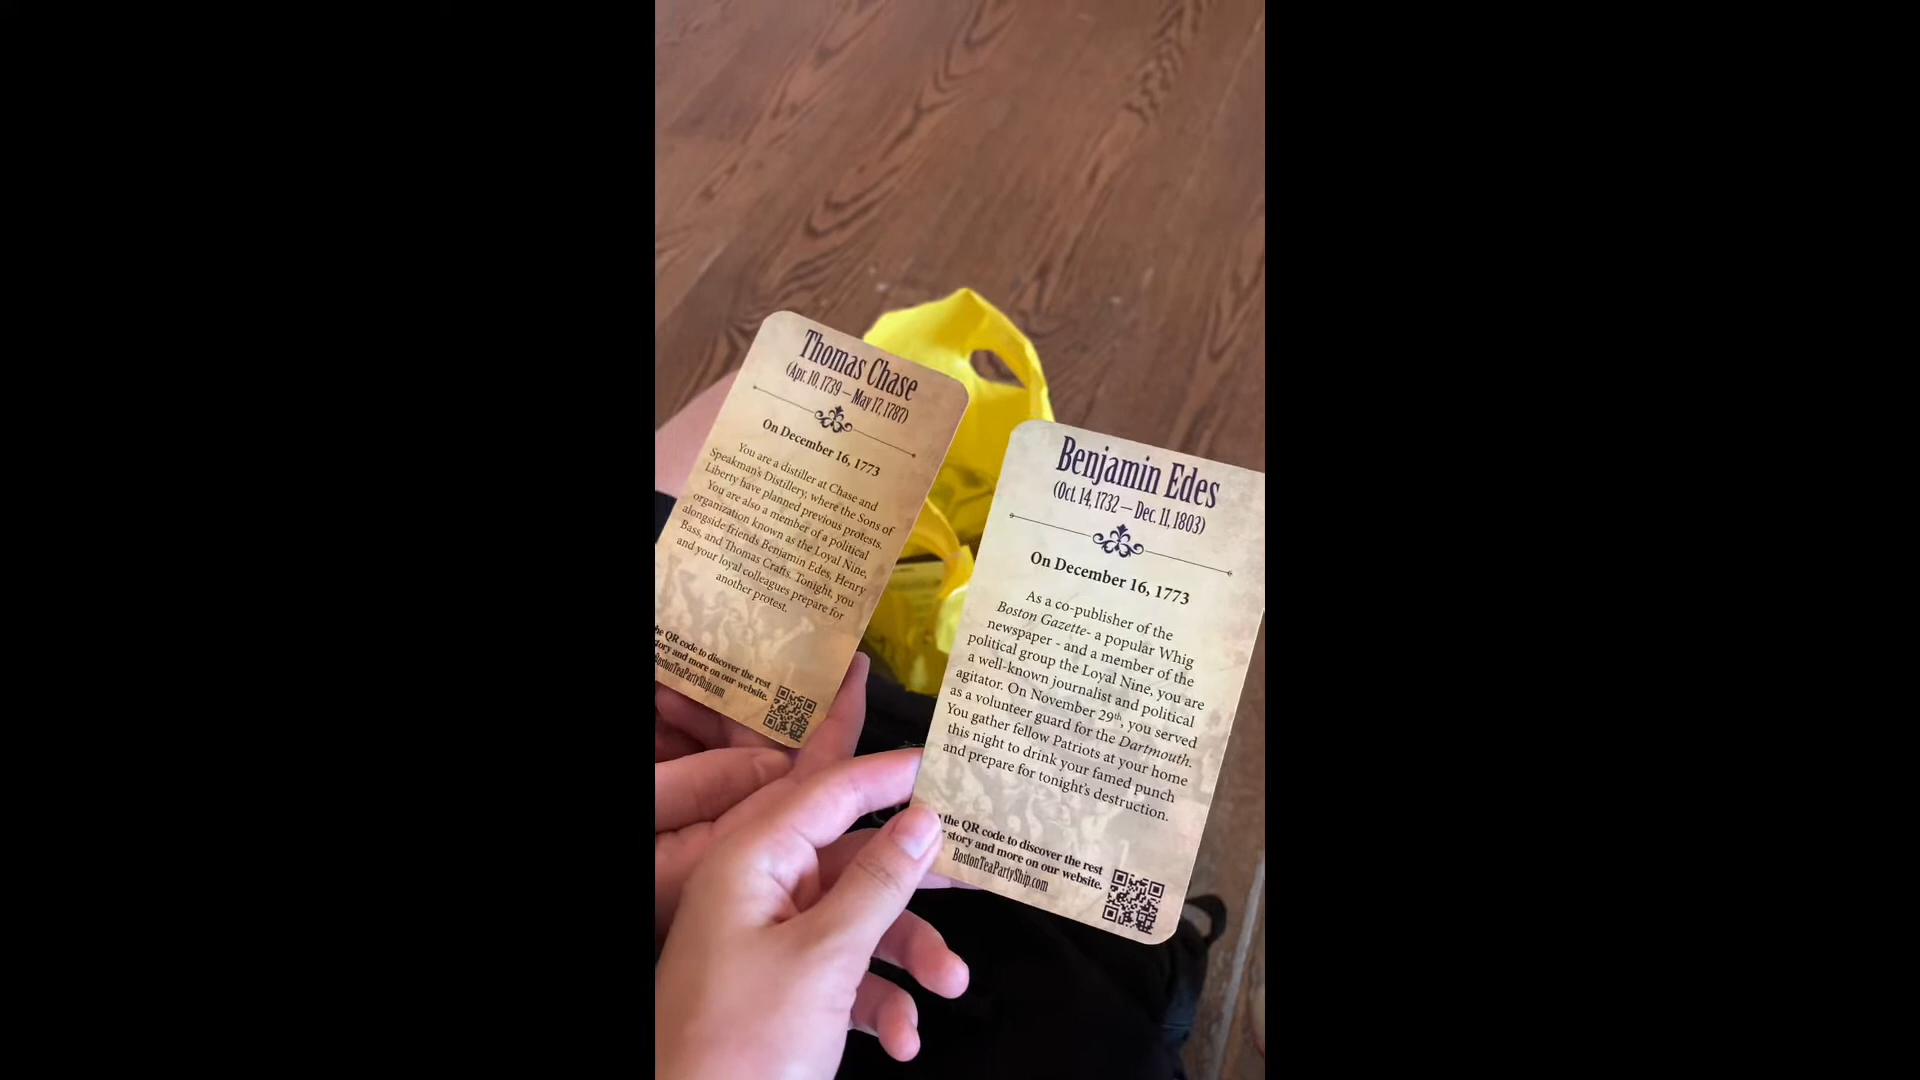 Thomas Chase
(Apr. 10, 1739 – May 17, 1787)
On December 16, 1773
You are a distiller at Chase and
Speakman's Distillery, where the Sons of
Liberty have planned previous protests.
You are also a member of a political
organization known as the Loyal Nine,
alongside friends Benjamin Edes, Henry
Bass, and Thomas Crafts. Tonight, you
and your loyal colleagues prepare for
another protest.
QR code to discover the rest
and more on our website.
BostonTeaPartyShip.com
Benjamin Edes
(Oct. 14, 1732 – Dec. 11, 1803)
On December 16, 1773
As a co-publisher of the
Boston Gazette- a popular Whig
newspaper - and a member of the
political group the Loyal Nine, you are
a well-known journalist and political
agitator. On November 29th, you served
as a volunteer guard for the Dartmouth.
You gather fellow Patriots at your home
this night to drink your famed punch
and prepare for tonight's destruction.
the QR code to discover the rest
story and more on our website.
BostonTeaPartyShip.com